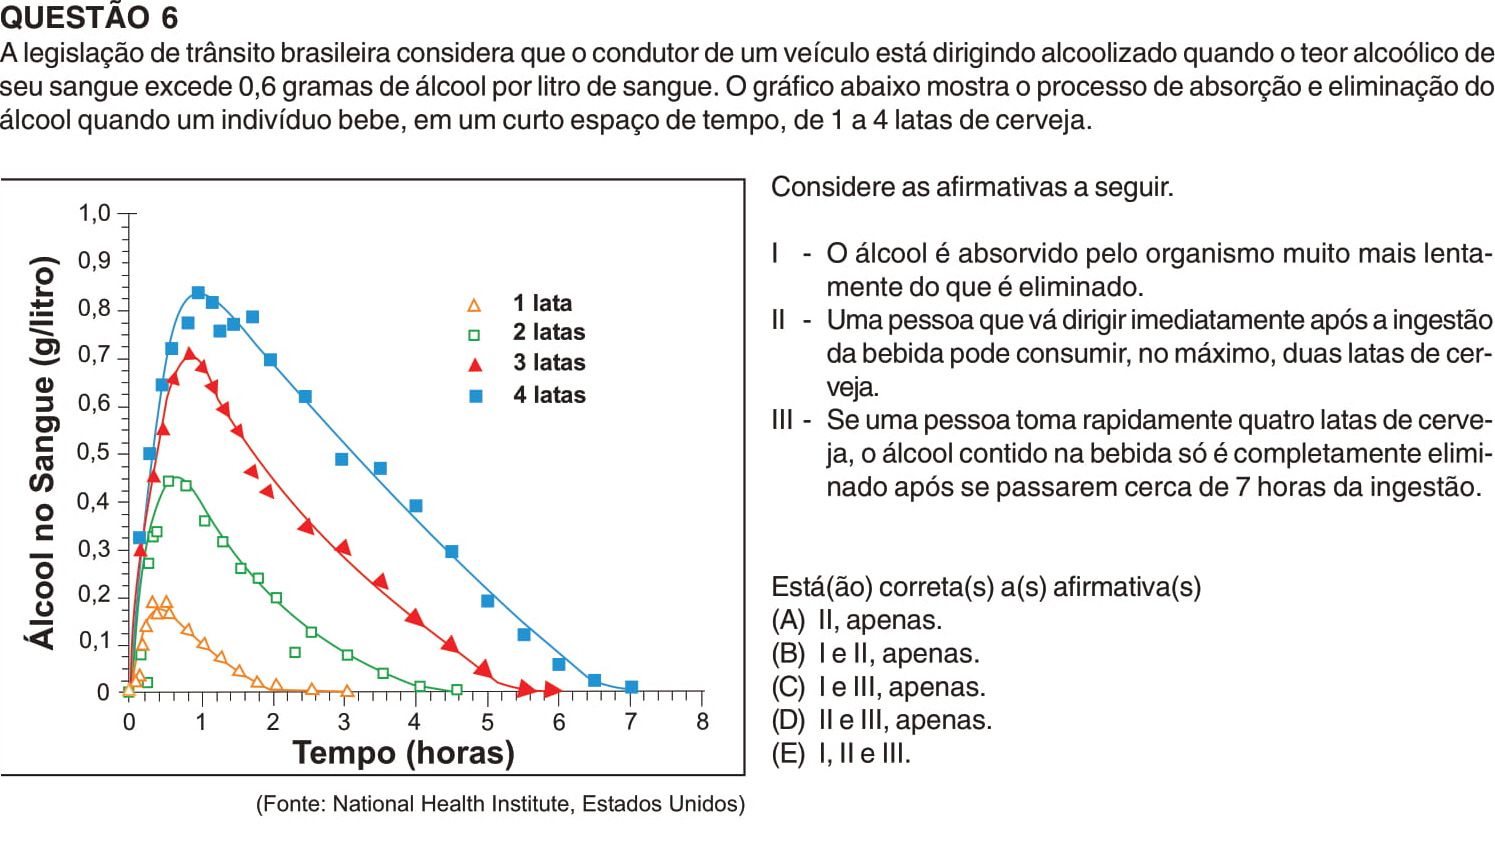 QUESTÃO 6
A legislação de trânsito brasileira considera que o condutor de um veículo está dirigindo alcoolizado quando o teor alcoólico de
seu sangue excede 0,6 gramas de álcool por litro de sangue. O gráfico abaixo mostra o processo de absorção e eliminação do
álcool quando um indivíduo bebe, em um curto espaço de tempo, de 1 a 4 latas de cerveja.
Álcool no Sangue (g/litro)
1,0
0,9
0,8
0,7
0,6
0,5
0,4
0,3
0,2
0,1
0
1 lata
2 latas
3 latas
4 latas
0 1 2 3 4 5 6 7 8
Tempo (horas)
(Fonte: National Health Institute, Estados Unidos)
Considere as afirmativas a seguir.
I - O álcool é absorvido pelo organismo muito mais lenta-
mente do que é eliminado.
II - Uma pessoa que vá dirigir imediatamente após a ingestão
da bebida pode consumir, no máximo, duas latas de cer-
veja.
III - Se uma pessoa toma rapidamente quatro latas de cerve-
ja, o álcool contido na bebida só é completamente elimi-
nado após se passarem cerca de 7 horas da ingestão.
Está(ão) correta(s) a(s) afirmativa(s)
(A) II, apenas.
(B) I e II, apenas.
(C) I e III, apenas.
(D) II e III, apenas.
(E) I, II e III.